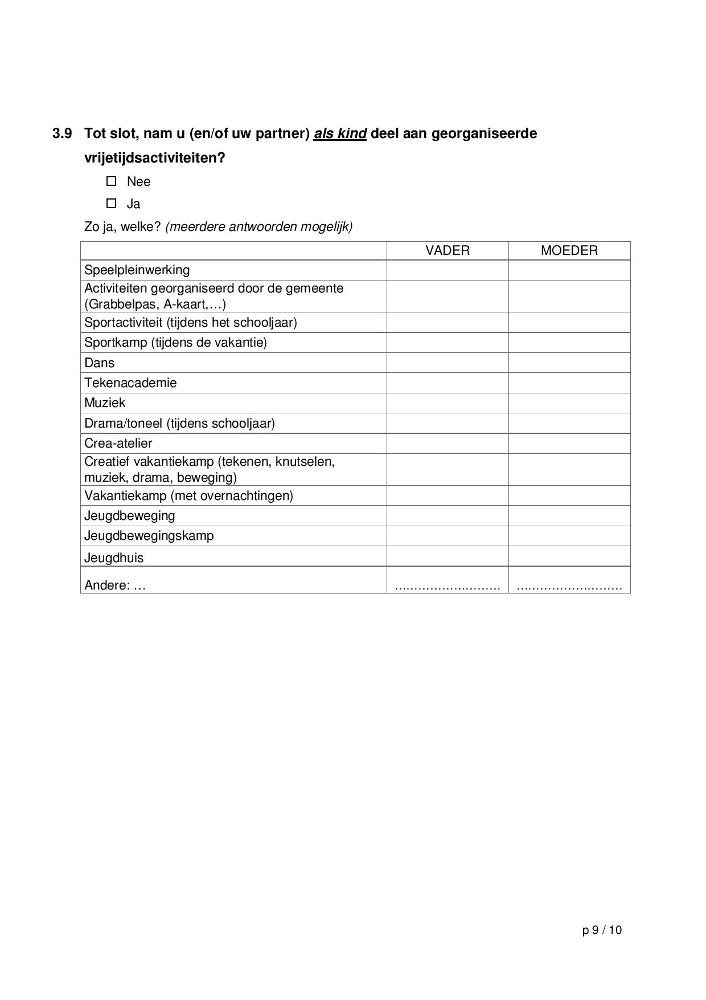 3.9 Tot slot, nam u (en/of uw partner) als kind deel aan georganiseerde
vrijetijdsactiviteiten?
Nee
Ja
Zo ja, welke? (meerdere antwoorden mogelijk)
VADER MOEDER
Speelpleinwerking
Activiteiten georganiseerd door de gemeente
(Grabbelpas, A-kaart,…)
Sportactiviteit (tijdens het schooljaar)
Sportkamp (tijdens de vakantie)
Dans
Tekenacademie
Muziek
Drama/toneel (tijdens schooljaar)
Crea-atelier
Creatief vakantiekamp (tekenen, knutselen,
muziek, drama, beweging)
Vakantiekamp (met overnachtingen)
Jeugdbeweging
Jeugdbewegingskamp
Jeugdhuis
Andere: … ……………………. …………………….
p 9 / 10